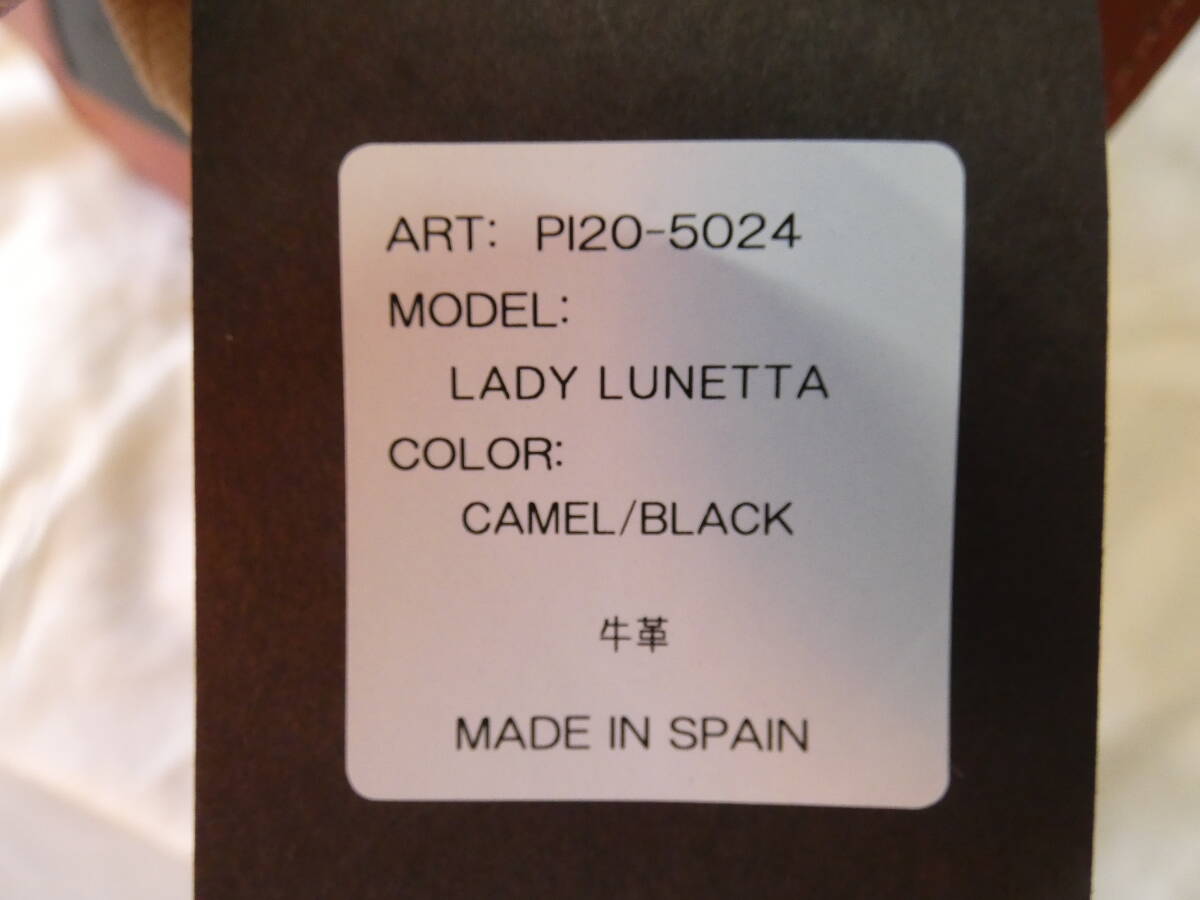 ART: PI20-5024
MODEL:
LADY LUNETTA
COLOR:
CAMEL/BLACK
牛革
MADE IN SPAIN